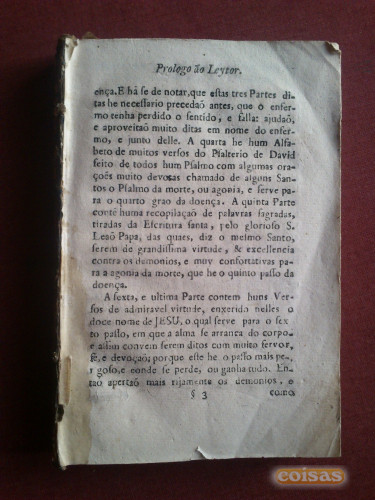 Prologo ao Leytor.
ença. E há se de notar, que estas tres Partes di-
tas he necessario precedaõ antes, que o enfer-
mo tenha perdido o sentido, e falla: ajudaõ,
e aproveitaõ muito ditas em nome do enfer-
mo, e junto delle. A quarta he hum Alfa-
beto de muitos versos do Psalterio de David
feito de todos hum Psalmo com algumas ora-
çoẽs muito devotas chamado de alguns San-
tos o Psalmo da morte, ou agonia, e serve pa-
ra o quarto grao da doença. A quinta Parte
contẽ huma recopilaçaõ de palavras sagradas,
tiradas da Escritura santa, pelo glorioso S.
Leaõ Papa, das quaes, diz o mesmo Santo,
serem de grandissima virtude, & excellencia
contra os demonios, e muy confortativas pa-
ra a agonia da morte, que he o quinto passo da
doença.
A sexta, e ultima Parte contem huns Ver-
sos de admiravel virtude, enxerido nelles o
doce nome de JESU, o qual serve para o sex
to passo, em que a alma se arranca do corpo,
e assim convem serem ditos com muito fervor,
fé, e devoçaõ; porque este he o passo mais pe-
rigoso, e aonde se perde, ou ganha tudo. En-
taõ apertaõ mais rijamente os demonios, e
§ 3 como
coisas